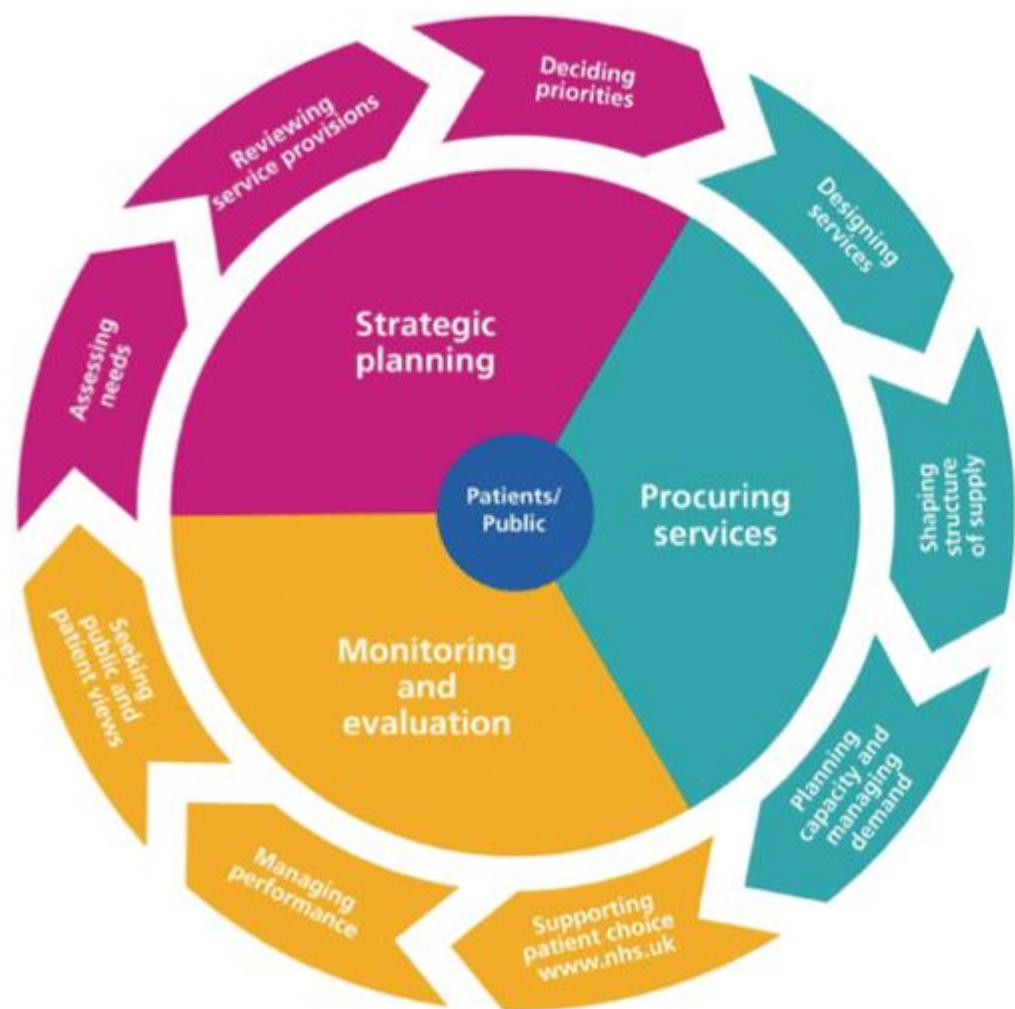 Deciding
priorities
Reviewing
service provisions
Designing
services
Assessing
needs
Strategic
planning
Shaping
structure
of supply
Patients/
Public
Procuring
services
Monitoring
and
evaluation
Seeking
public and
patient views
Planning
capacity and
managing
demand
Managing
performance
Supporting
patient choice
www.nhs.uk